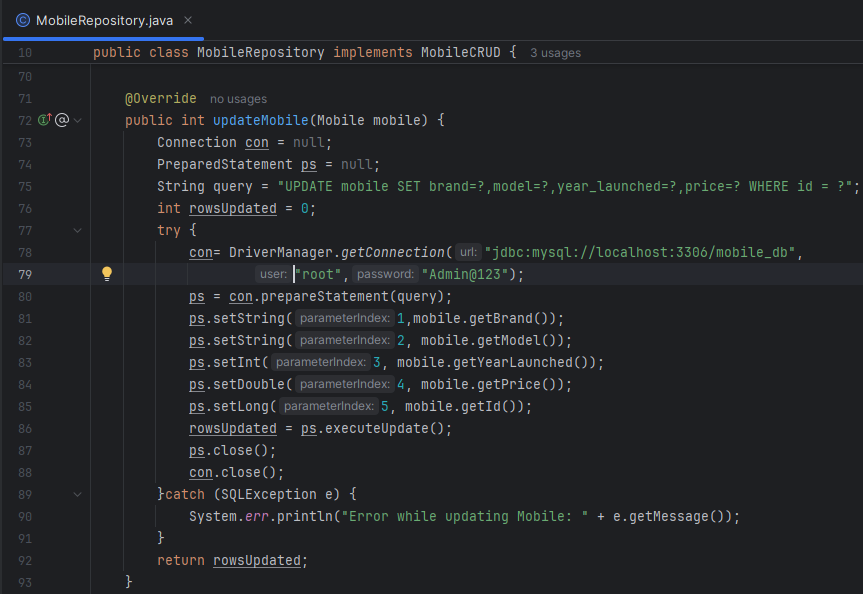 MobileRepository.java
10 public class MobileRepository implements MobileCRUD { 3 usages
70
71 @Override no usages
72 public int updateMobile(Mobile mobile) {
73 Connection con = null;
74 PreparedStatement ps = null;
75 String query = "UPDATE mobile SET brand=?,model=?,year_launched=?,price=? WHERE id = ?";
76 int rowsUpdated = 0;
77 try {
78 con= DriverManager.getConnection( url: "jdbc:mysql://localhost:3306/mobile_db",
79 user: "root", password: "Admin@123");
80 ps = con.prepareStatement(query);
81 ps.setString( parameterIndex: 1,mobile.getBrand());
82 ps.setString( parameterIndex: 2, mobile.getModel());
83 ps.setInt( parameterIndex: 3, mobile.getYearLaunched());
84 ps.setDouble( parameterIndex: 4, mobile.getPrice());
85 ps.setLong( parameterIndex: 5, mobile.getId());
86 rowsUpdated = ps.executeUpdate();
87 ps.close();
88 con.close();
89 }catch (SQLException e) {
90 System.err.println("Error while updating Mobile: " + e.getMessage());
91 }
92 return rowsUpdated;
93 }